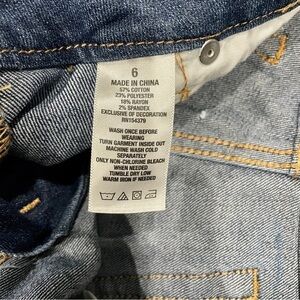 6
MADE IN CHINA
57% COTTON
23% POLYESTER
18% RAYON
2% SPANDEX
EXCLUSIVE OF DECORATION
RN154379
WASH ONCE BEFORE
WEARING
TURN GARMENT INSIDE OUT
MACHINE WASH COLD
SEPARATELY
ONLY NON-CHLORINE BLEACH
WHEN NEEDED
TUMBLE DRY LOW
WARM IRON IF NEEDED